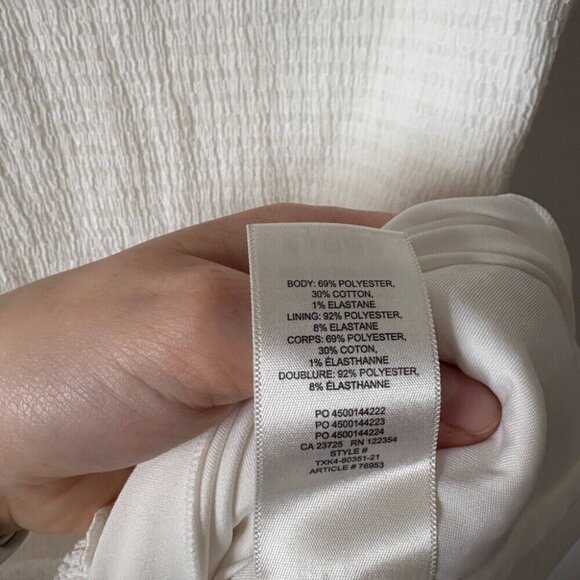 BODY: 69% POLYESTER,
30% COTTON,
1% ELASTANE
LINING: 92% POLYESTER,
8% ELASTANE
CORPS: 69% POLYESTER,
30% COTON,
1% ÉLASTHANNE
DOUBLURE: 92% POLYESTER,
8% ÉLASTHANNE
PO 4500144222
PO 4500144223
PO 4500144224
CA 23725 RN 122354
STYLE #
TXK4-80351-21
ARTICLE # 76953